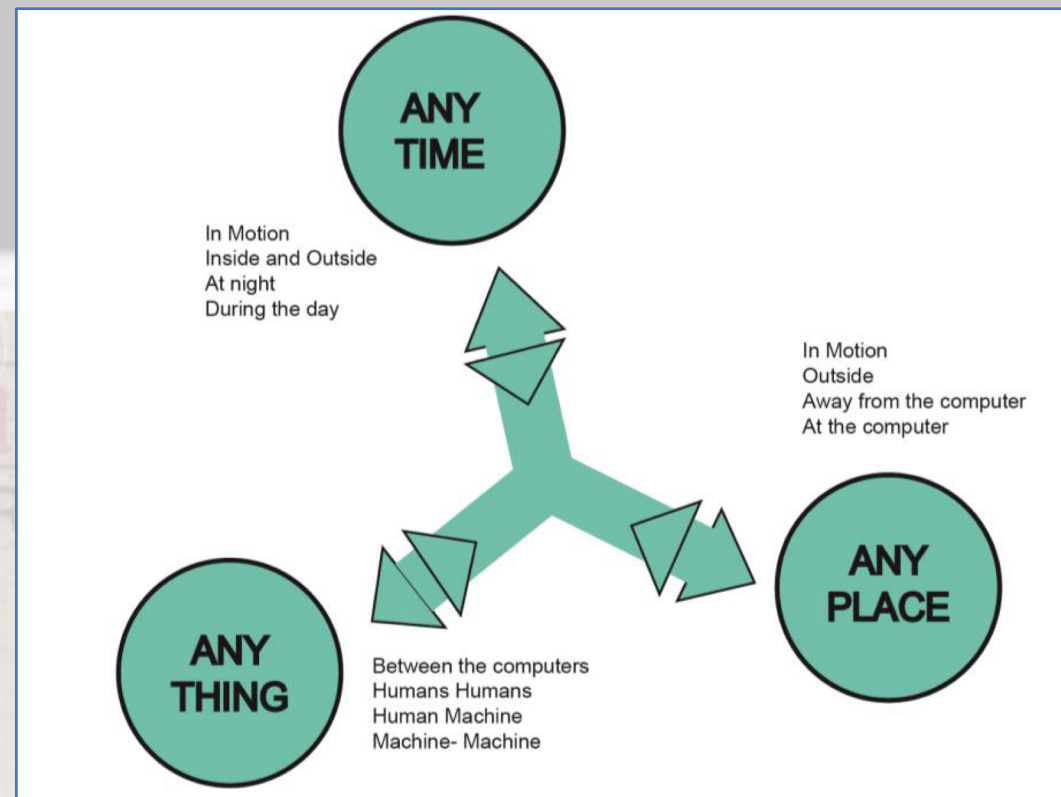 ANY
TIME
In Motion
Inside and Outside
At night
During the day
In Motion
Outside
Away from the computer
At the computer
ANY
PLACE
ANY
THING
Between the computers
Humans Humans
Human Machine
Machine- Machine